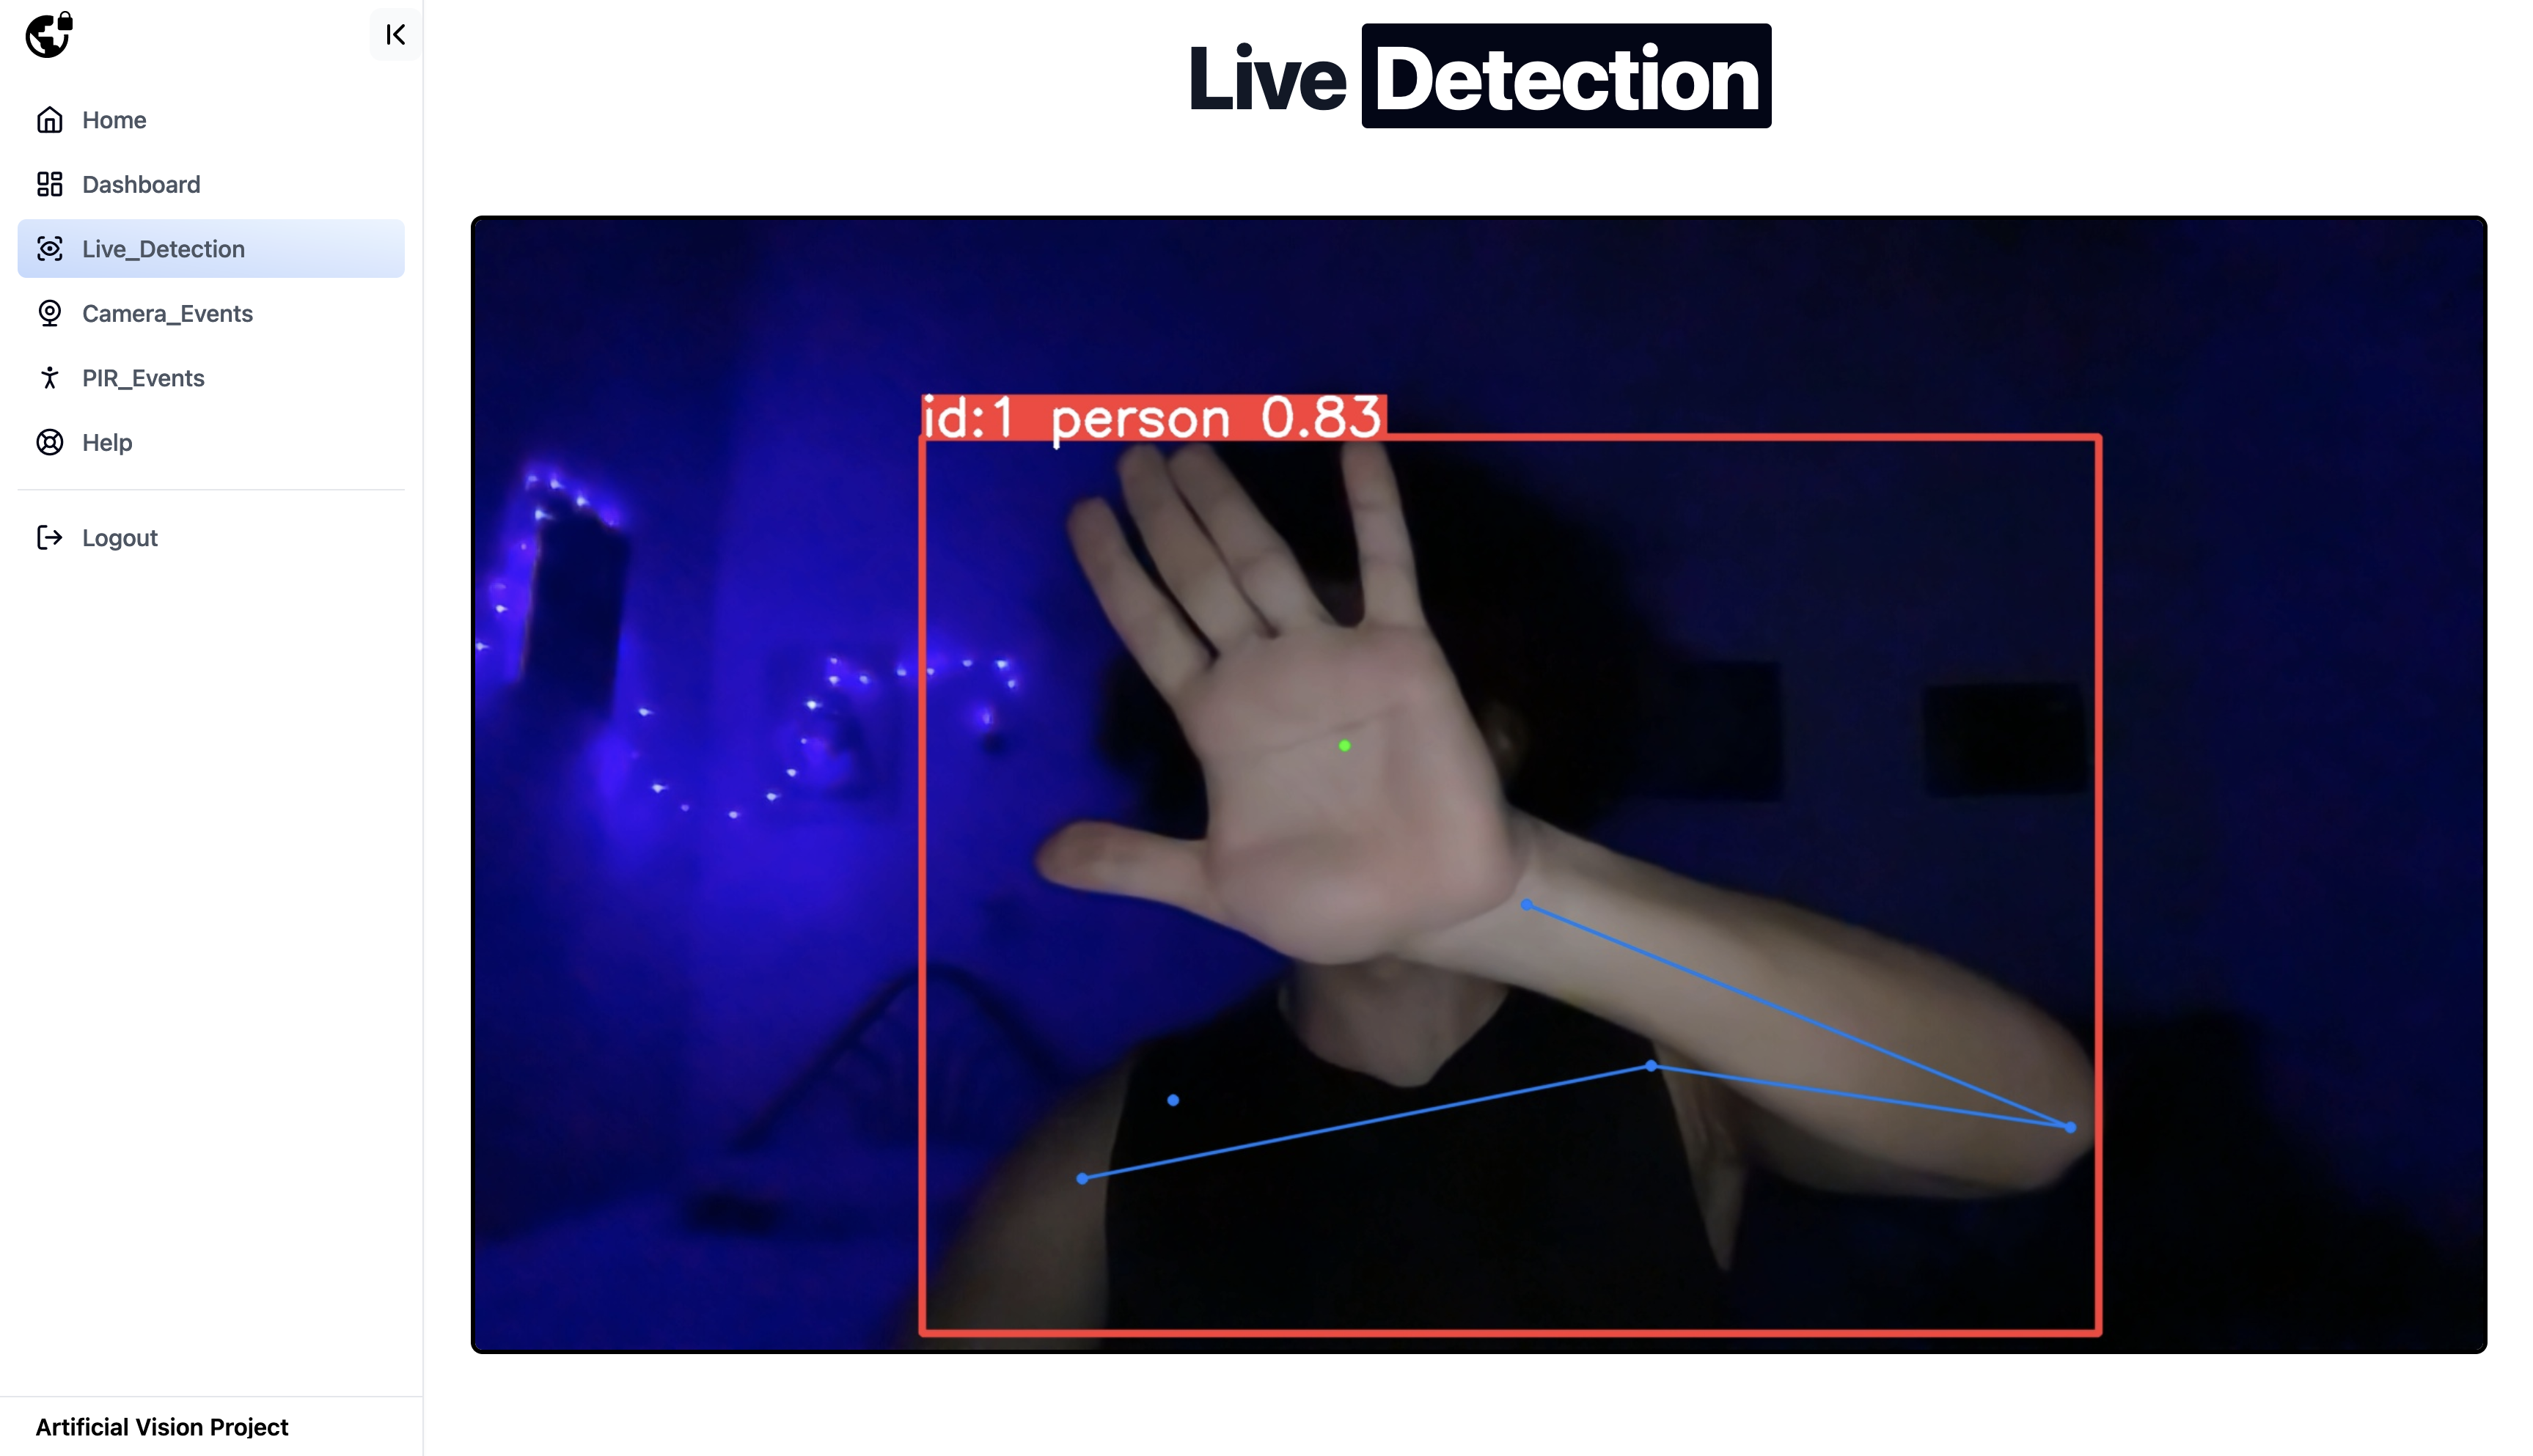 Home
Dashboard
Live_Detection
Camera_Events
PIR_Events
Help
Logout
Artificial Vision Project
Live Detection
id:1 person 0.83